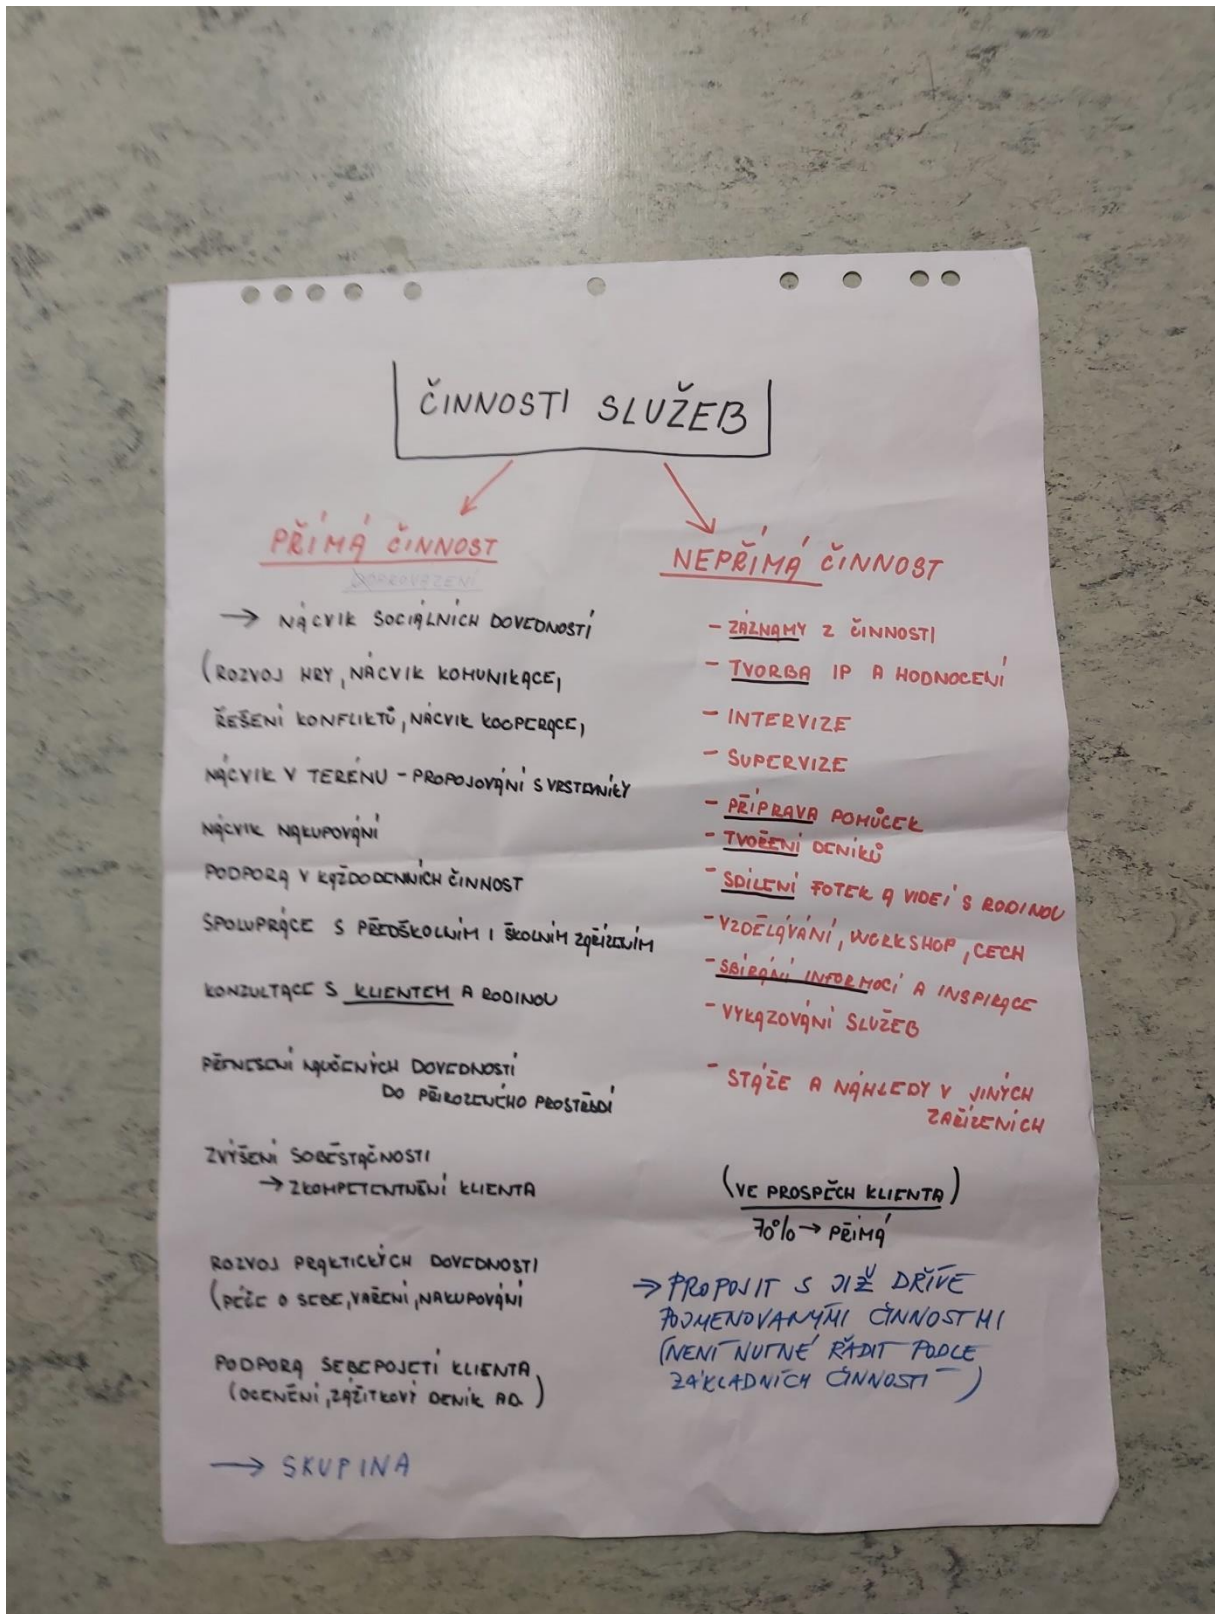 ČINNOSTI SLUŽEB
PŘÍMÁ ČINNOST
DOPROVÁZENÍ
→ NÁCVIK SOCIÁLNÍCH DOVEDNOSTÍ
(ROZVOJ HRY, NÁCVIK KOMUNIKACE,
ŘEŠENÍ KONFLIKTŮ, NÁCVIK KOOPERACE,
NÁCVIK V TERÉNU – PROPOJOVÁNÍ S VRSTEVNÍKY
NÁCVIK NAKUPOVÁNÍ
PODPORA V KAŽDODENNÍCH ČINNOST
SPOLUPRÁCE S PŘEDŠKOLNÍM I ŠKOLNÍM ZAŘÍZENÍM
KONZULTACE S KLIENTEM A RODINOU
PŘENESENÍ NAUČENÝCH DOVEDNOSTÍ
DO PŘIROZENÉHO PROSTŘEDÍ
ZVÝŠENÍ SOBĚSTAČNOSTI
→ ZKOMPETENTNĚNÍ KLIENTA
ROZVOJ PRAKTICKÝCH DOVEDNOSTI
(PÉČE O SEBE, VAŘENÍ, NAKUPOVÁNÍ
PODPORA SEBEPOJETÍ KLIENTA
(OCENĚNÍ, ZÁŽITKOVÝ DENÍK AD.)
→ SKUPINA
NEPŘÍMÁ ČINNOST
– ZÁZNAMY Z ČINNOSTI
– TVORBA IP A HODNOCENÍ
– INTERVIZE
– SUPERVIZE
– PŘÍPRAVA POMŮCEK
– TVOŘENÍ DENÍKŮ
– SDÍLENÍ FOTEK A VIDEÍ S RODINOU
– VZDĚLÁVÁNÍ, WORKSHOP, CECH
– SBÍRÁNÍ INFORMACÍ A INSPIRACE
– VYKAZOVÁNÍ SLUŽEB
– STÁŽE A NÁHLEDY V JINÝCH
ZAŘÍZENÍCH
(VE PROSPĚCH KLIENTA)
70% → PŘÍMÁ
→ PROPOJIT S JIŽ DŘÍVE
POJMENOVANÝMI ČINNOSTMI
(NENÍ NUTNÉ ŘADIT PODLE
ZÁKLADNÍCH ČINNOSTÍ)